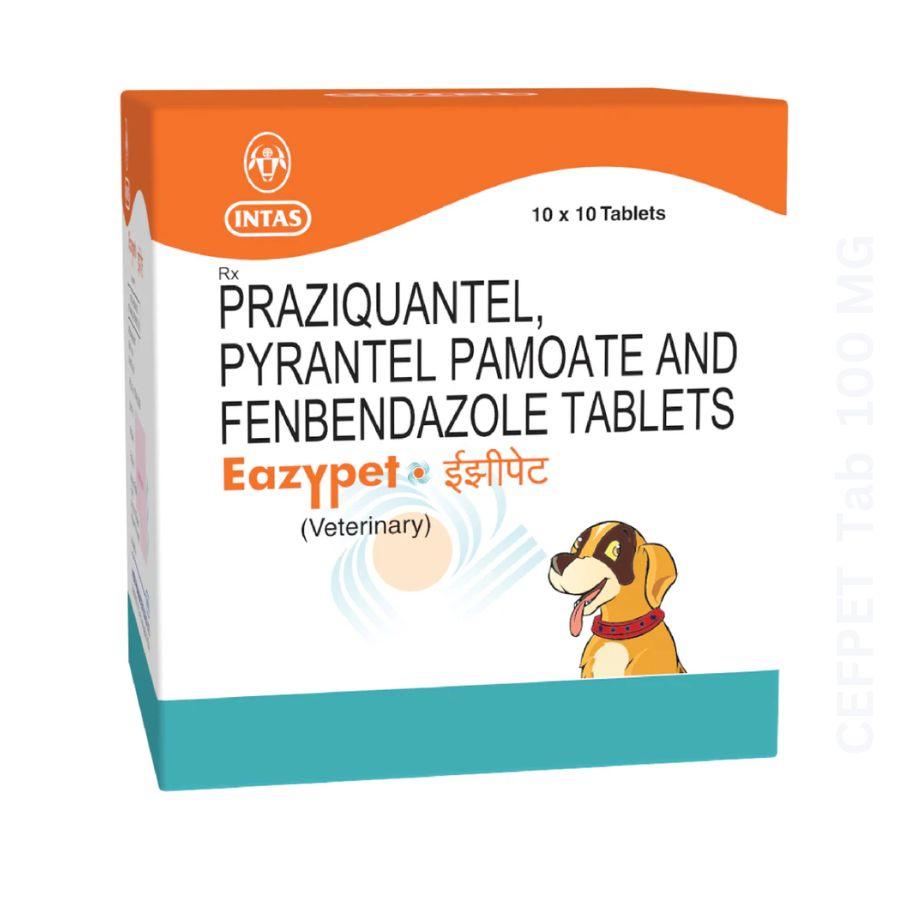 INTAS
10 x 10 Tablets
Rx
PRAZIQUANTEL,
PYRANTEL PAMOATE AND
FENBENDAZOLE TABLETS
Eazypet ईझीपेट
(Veterinary)
CEFPET Tab 100 MG